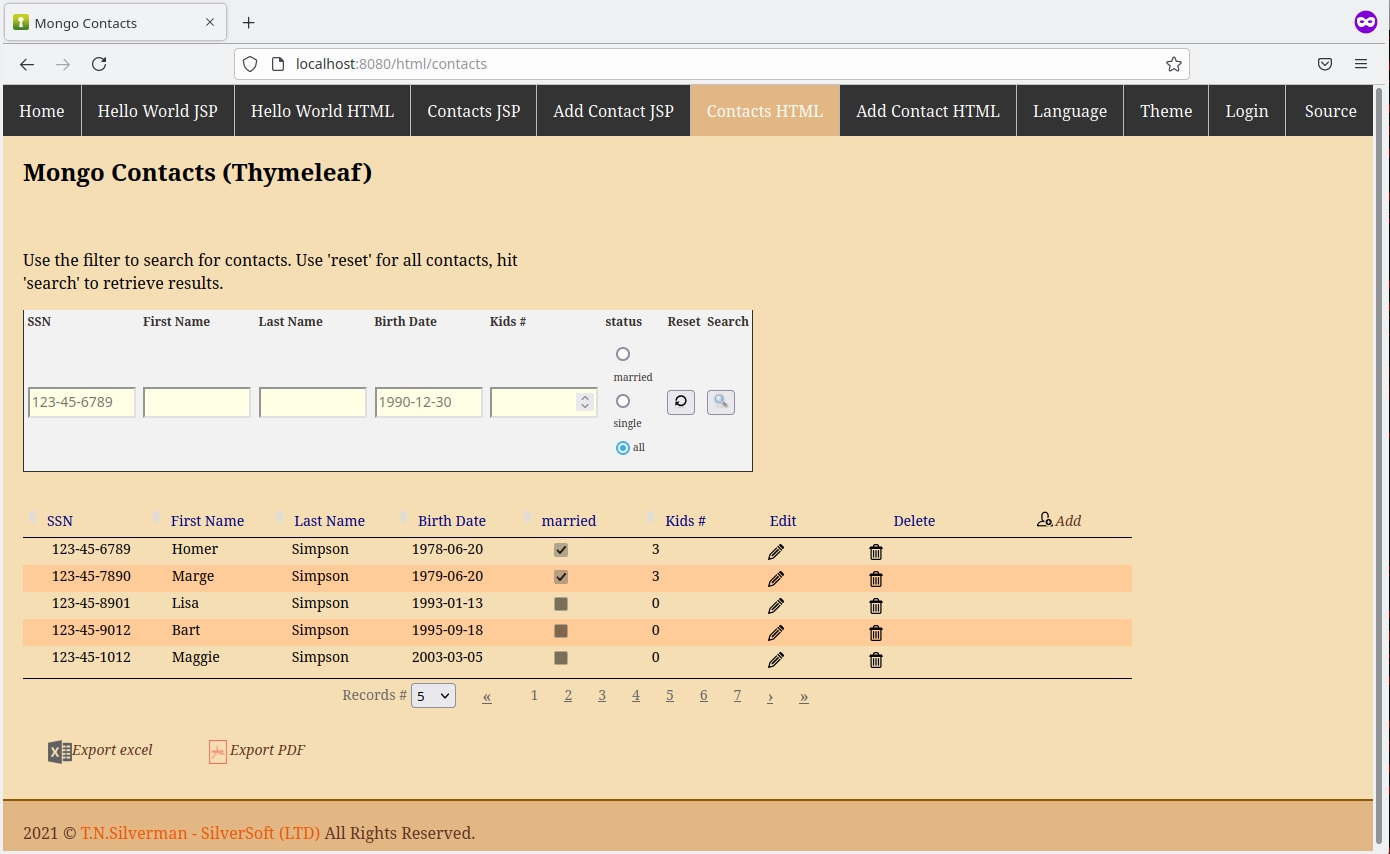 Mongo Contacts
localhost:8080/html/contacts
Home Hello World JSP Hello World HTML Contacts JSP Add Contact JSP Contacts HTML Add Contact HTML Language Theme Login Source
Mongo Contacts (Thymeleaf)
Use the filter to search for contacts. Use 'reset' for all contacts, hit
'search' to retrieve results.
SSN First Name Last Name Birth Date Kids # status Reset Search
married
123-45-6789 1990-12-30
single
all
SSN First Name Last Name Birth Date married Kids # Edit Delete Add
123-45-6789 Homer Simpson 1978-06-20 3
123-45-7890 Marge Simpson 1979-06-20 3
123-45-8901 Lisa Simpson 1993-01-13 0
123-45-9012 Bart Simpson 1995-09-18 0
123-45-1012 Maggie Simpson 2003-03-05 0
Records # 5 « 1 2 3 4 5 6 7 › »
Export excel Export PDF
2021 © T.N.Silverman - SilverSoft (LTD) All Rights Reserved.